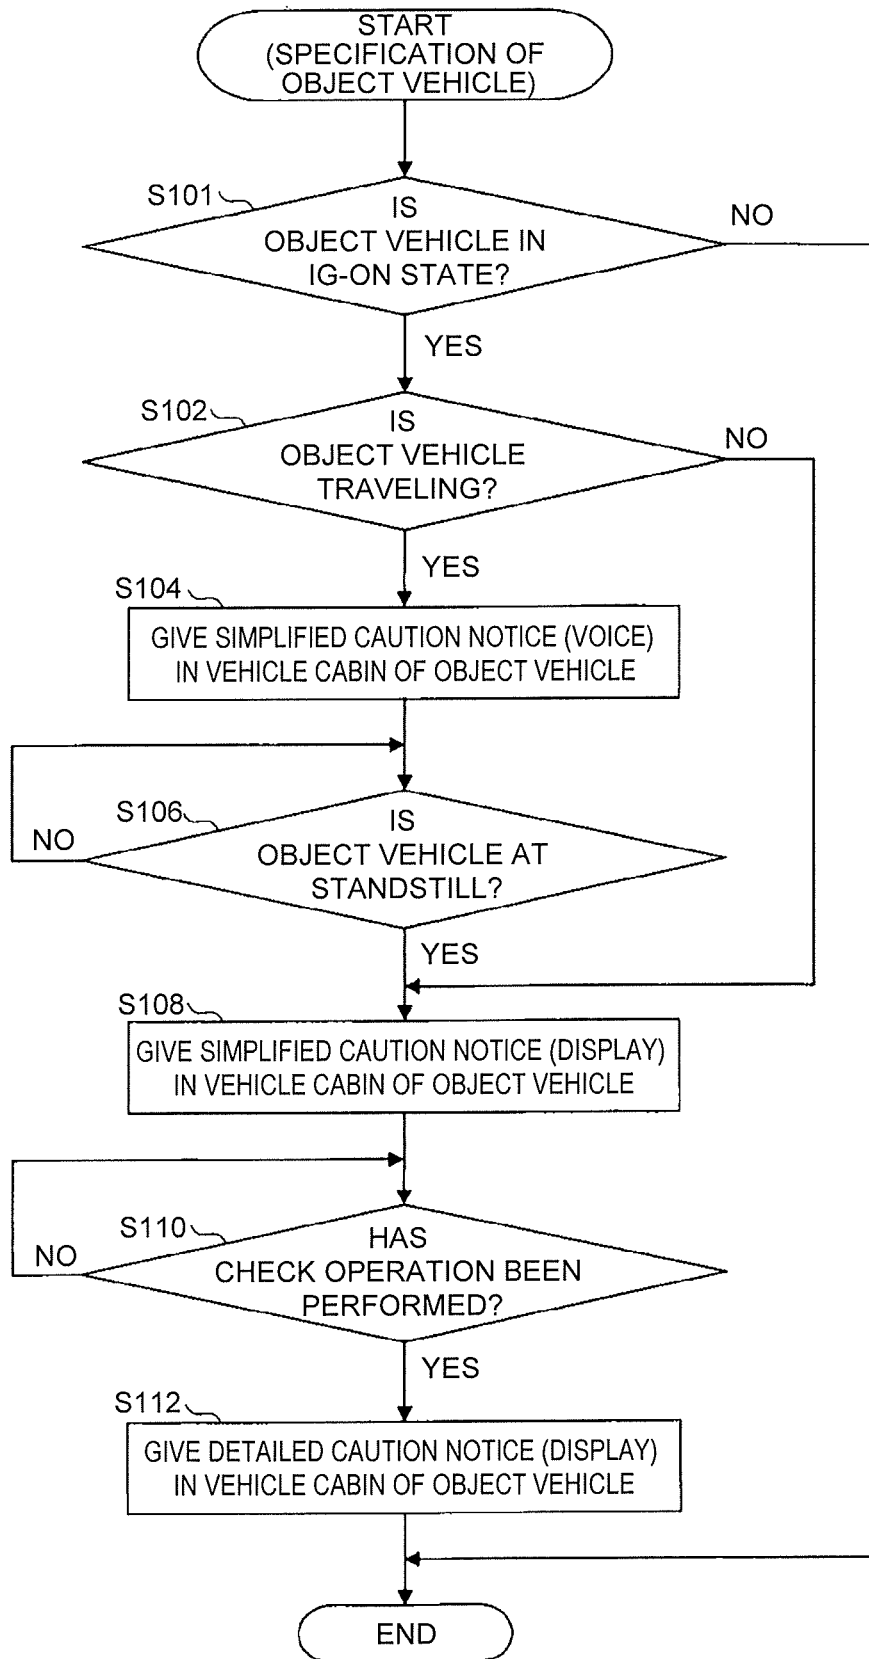 START
(SPECIFICATION OF
OBJECT VEHICLE)
S101
IS
OBJECT VEHICLE IN
IG-ON STATE?
NO
YES
S102
IS
OBJECT VEHICLE
TRAVELING?
NO
YES
S104
GIVE SIMPLIFIED CAUTION NOTICE (VOICE)
IN VEHICLE CABIN OF OBJECT VEHICLE
S106
IS
OBJECT VEHICLE AT
STANDSTILL?
NO
YES
S108
GIVE SIMPLIFIED CAUTION NOTICE (DISPLAY)
IN VEHICLE CABIN OF OBJECT VEHICLE
S110
HAS
CHECK OPERATION BEEN
PERFORMED?
NO
YES
S112
GIVE DETAILED CAUTION NOTICE (DISPLAY)
IN VEHICLE CABIN OF OBJECT VEHICLE
END